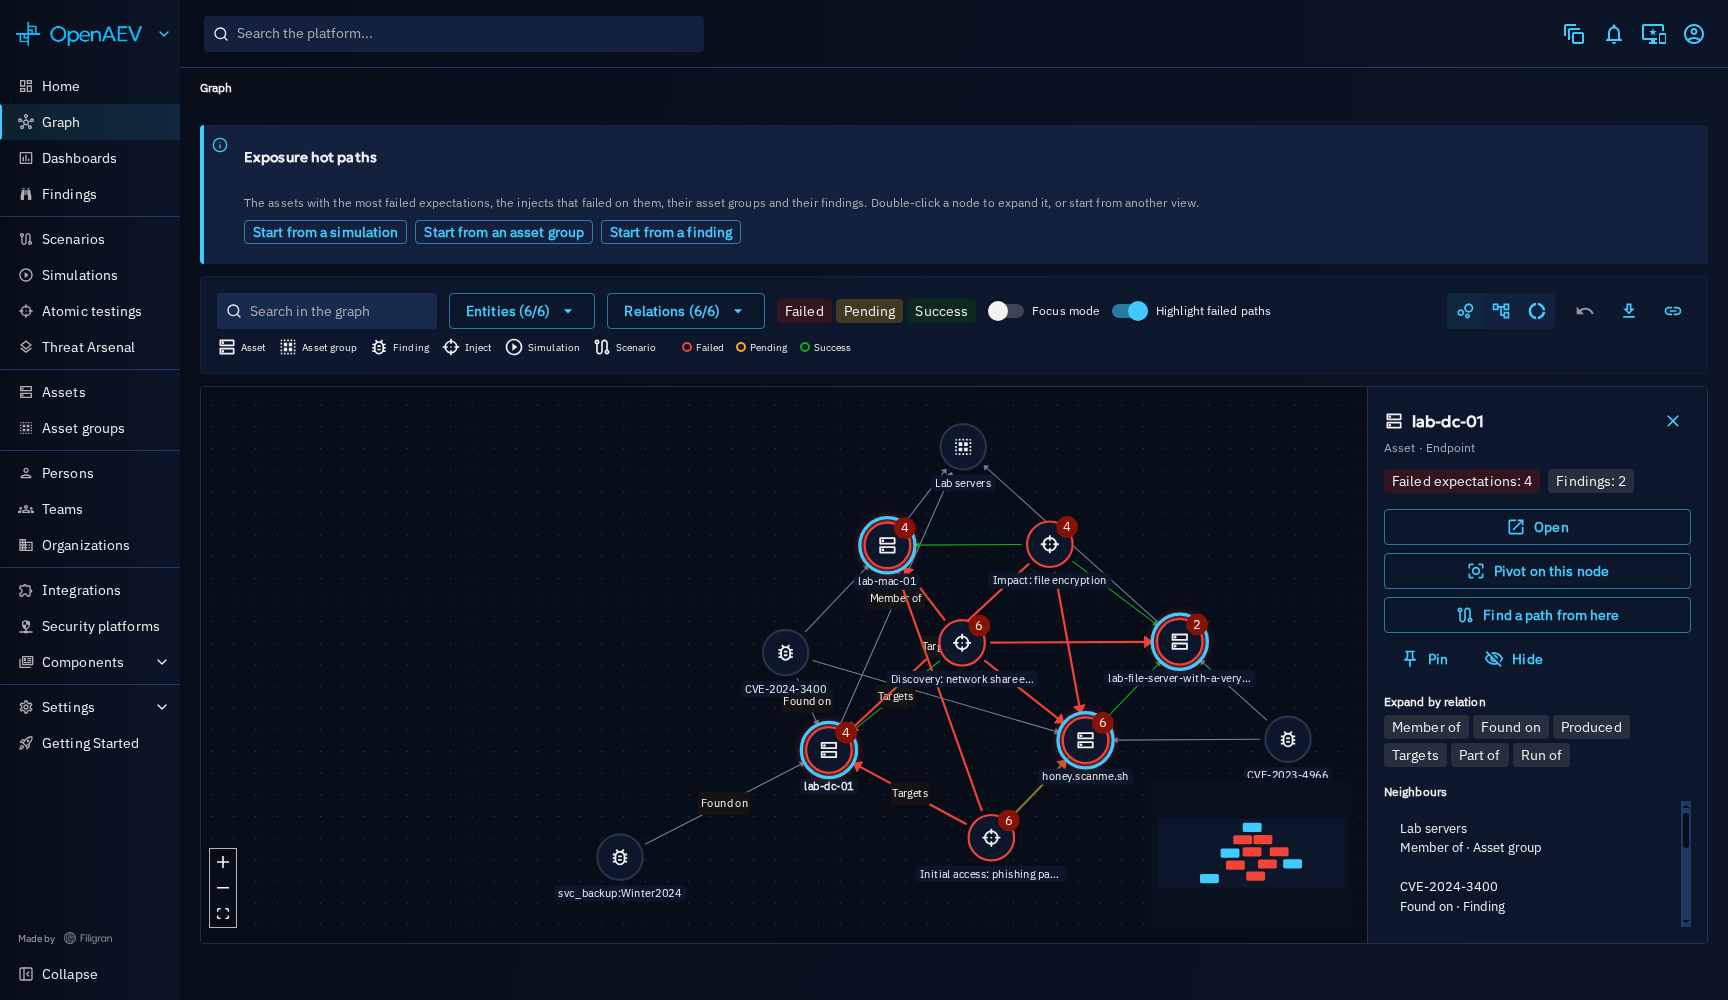 OpenAEV
Search the platform...
Home
Graph
Dashboards
Findings
Scenarios
Simulations
Atomic testings
Threat Arsenal
Assets
Asset groups
Persons
Teams
Organizations
Integrations
Security platforms
Components
Settings
Getting Started
Made by Filigran
Collapse
Graph
Exposure hot paths
The assets with the most failed expectations, the injects that failed on them, their asset groups and their findings. Double-click a node to expand it, or start from another view.
Start from a simulation
Start from an asset group
Start from a finding
Search in the graph
Entities (6/6)
Relations (6/6)
Failed
Pending
Success
Focus mode
Highlight failed paths
Asset
Asset group
Finding
Inject
Simulation
Scenario
Failed
Pending
Success
Lab servers
4
lab-mac-01
4
Impact: file encryption
Member of
6
Targ
Discovery: network share e...
2
lab-file-server-with-a-very...
CVE-2024-3400
Found on
Targets
4
lab-dc-01
6
honey.scanme.sh
CVE-2023-4966
Found on
Targets
6
Initial access: phishing pa...
svc_backup:Winter2024
lab-dc-01
Asset · Endpoint
Failed expectations: 4
Findings: 2
Open
Pivot on this node
Find a path from here
Pin
Hide
Expand by relation
Member of
Found on
Produced
Targets
Part of
Run of
Neighbours
Lab servers
Member of · Asset group
CVE-2024-3400
Found on · Finding